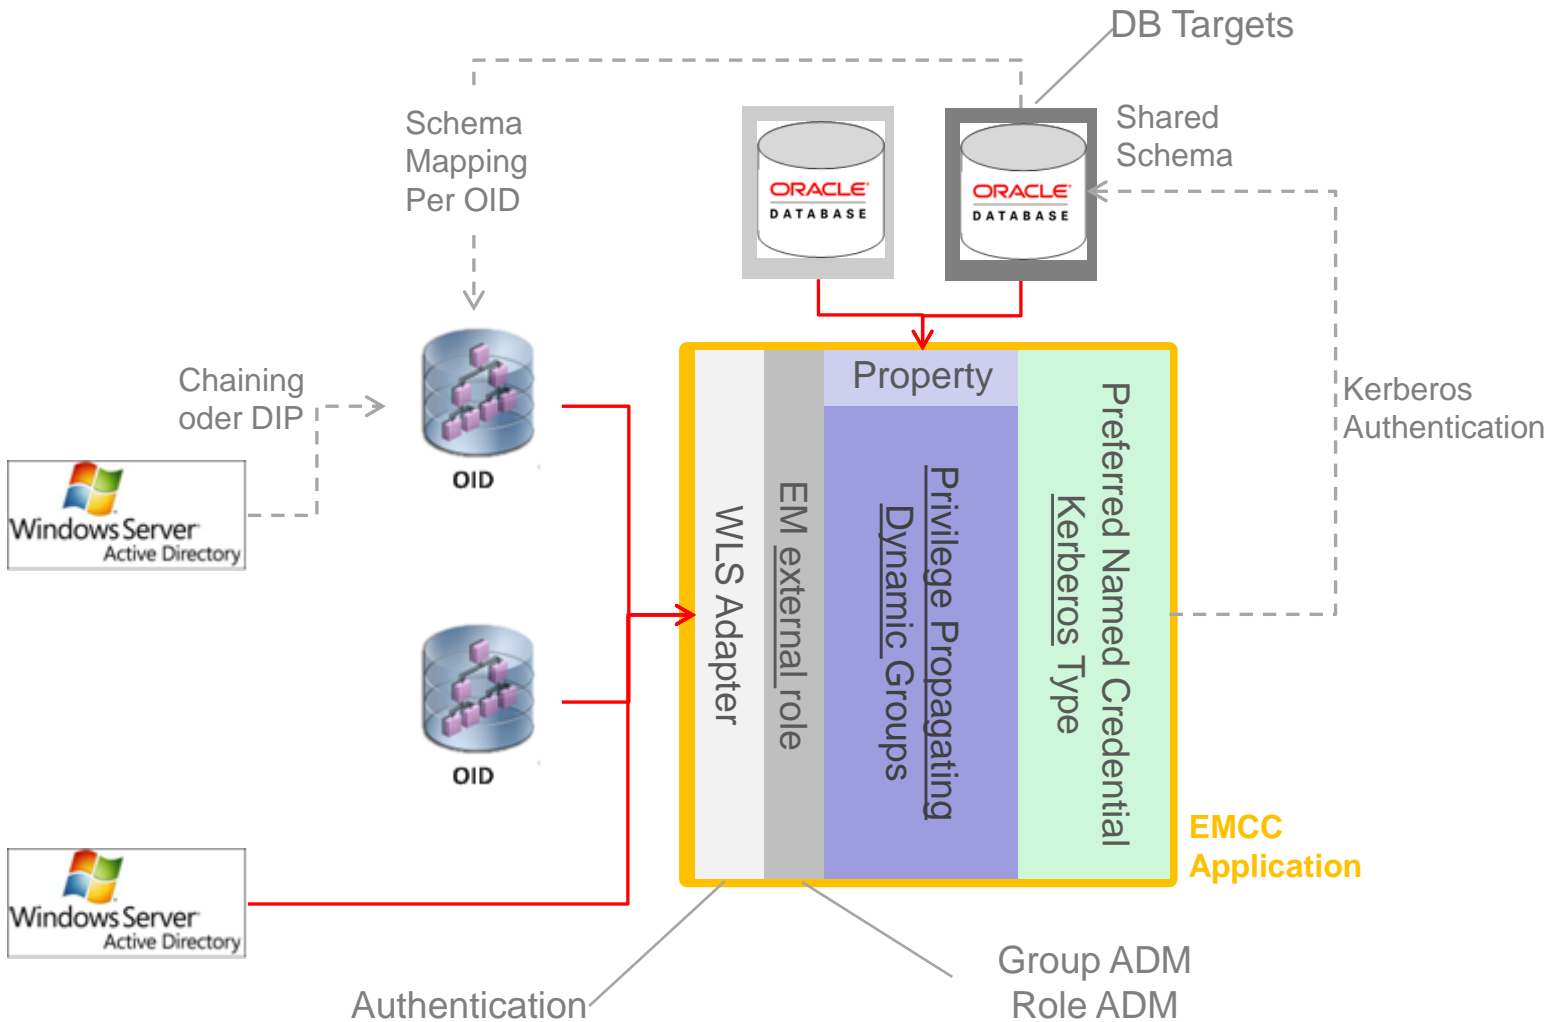 DB Targets
Schema
Mapping
Per OID
Shared
Schema
ORACLE
DATABASE
ORACLE
DATABASE
Chaining
oder DIP
OID
Windows Server
Active Directory
Property
WLS Adapter
EM external role
Privilege Propagating
Dynamic Groups
Preferred Named Credential
Kerberos Type
Kerberos
Authentication
OID
EMCC
Application
Windows Server
Active Directory
Authentication
Group ADM
Role ADM